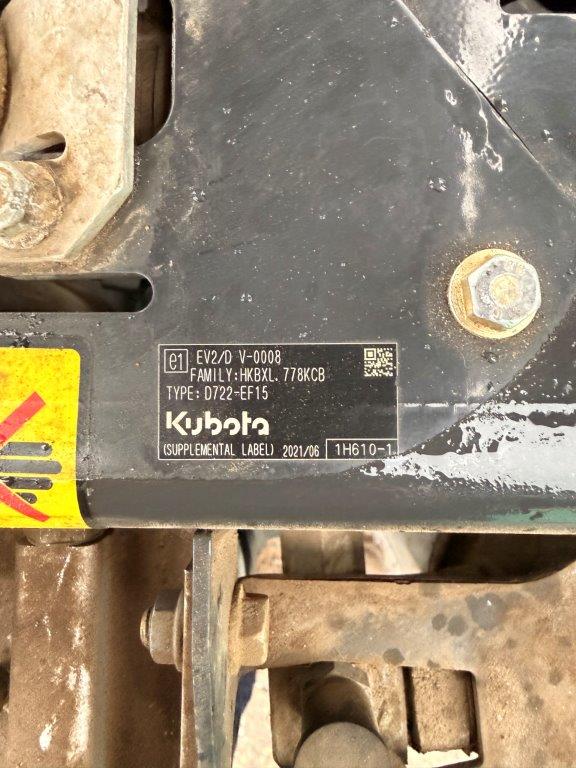 e1 EV2/D V-0008
FAMILY:HKBXL.778KCB
TYPE: D722-EF15
Kubota
(SUPPLEMENTAL LABEL) 2021/06 1H610-1